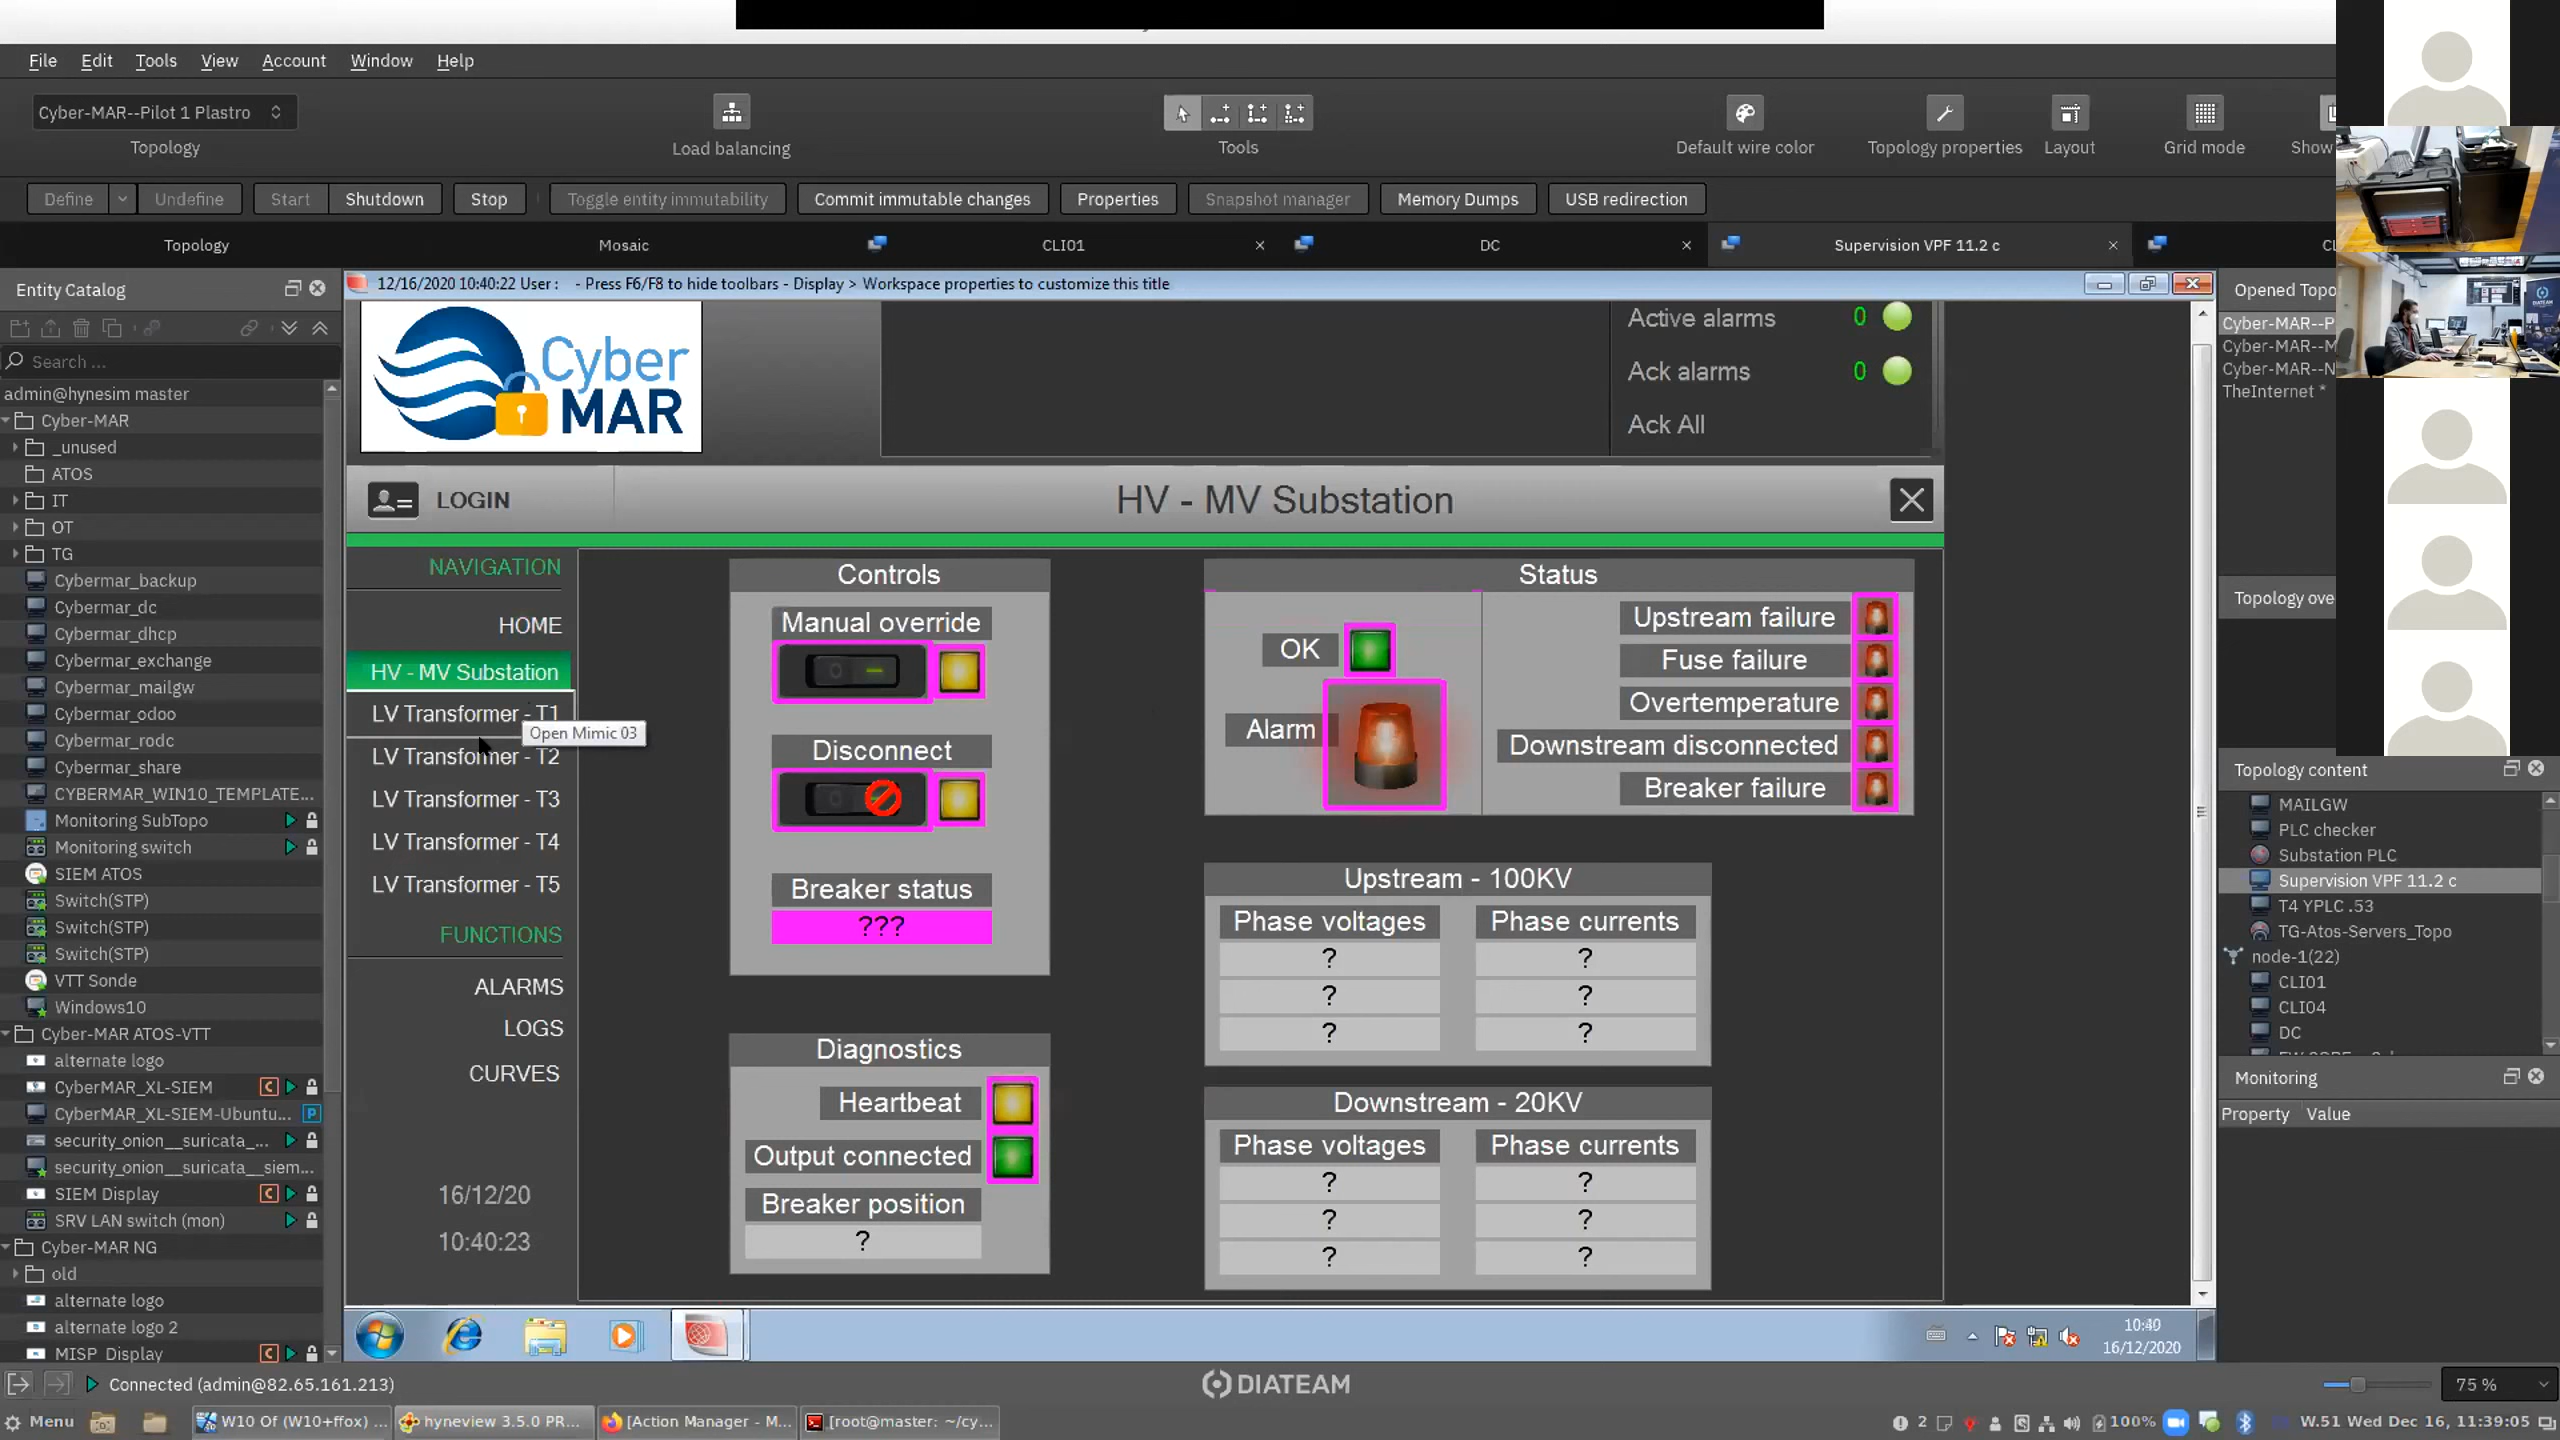 File Edit Tools View Account Window Help
Cyber-MAR--Pilot 1 Plastro
Topology
Load balancing
Tools
Default wire color
Topology properties
Layout
Grid mode
Show
Define Undefine Start Shutdown Stop Toggle entity immutability Commit immutable changes Properties Snapshot manager Memory Dumps USB redirection
Topology Mosaic CLI01 DC Supervision VPF 11.2 c
Entity Catalog
Search ...
admin@hynesim master
Cyber-MAR
_unused
ATOS
IT
OT
TG
Cybermar_backup
Cybermar_dc
Cybermar_dhcp
Cybermar_exchange
Cybermar_mailgw
Cybermar_odoo
Cybermar_rodc
Cybermar_share
CYBERMAR_WIN10_TEMPLATE...
Monitoring SubTopo
Monitoring switch
SIEM ATOS
Switch(STP)
Switch(STP)
Switch(STP)
VTT Sonde
Windows10
Cyber-MAR ATOS-VTT
alternate logo
CyberMAR_XL-SIEM C
CyberMAR_XL-SIEM-Ubuntu... P
security_onion__suricata_...
security_onion__suricata__siem...
SIEM Display C
SRV LAN switch (mon)
Cyber-MAR NG
old
alternate logo
alternate logo 2
MISP Display C
12/16/2020 10:40:22 User : - Press F6/F8 to hide toolbars - Display > Workspace properties to customize this title
Cyber
MAR
Active alarms 0
Ack alarms 0
Ack All
LOGIN
HV - MV Substation
NAVIGATION
HOME
HV - MV Substation
LV Transformer - T1
Open Mimic 03
LV Transformer - T2
LV Transformer - T3
LV Transformer - T4
LV Transformer - T5
FUNCTIONS
ALARMS
LOGS
CURVES
16/12/20
10:40:23
Controls
Manual override
Disconnect
Breaker status
???
Diagnostics
Heartbeat
Output connected
Breaker position
?
Status
OK
Alarm
Upstream failure
Fuse failure
Overtemperature
Downstream disconnected
Breaker failure
Upstream - 100KV
Phase voltages Phase currents
? ?
? ?
? ?
Downstream - 20KV
Phase voltages Phase currents
? ?
? ?
? ?
10:40
16/12/2020
Opened Topo
Cyber-MAR--P
Cyber-MAR--M
Cyber-MAR--N
TheInternet *
Topology ove
Topology content
MAILGW
PLC checker
Substation PLC
Supervision VPF 11.2 c
T4 YPLC .53
TG-Atos-Servers_Topo
node-1(22)
CLI01
CLI04
DC
Monitoring
Property Value
Connected (admin@82.65.161.213)
DIATEAM
75 %
Menu
W10 Of (W10+ffox) ...
hyneview 3.5.0 PR...
[Action Manager - M...
[root@master: ~/cy...
2
100%
W.51 Wed Dec 16, 11:39:05